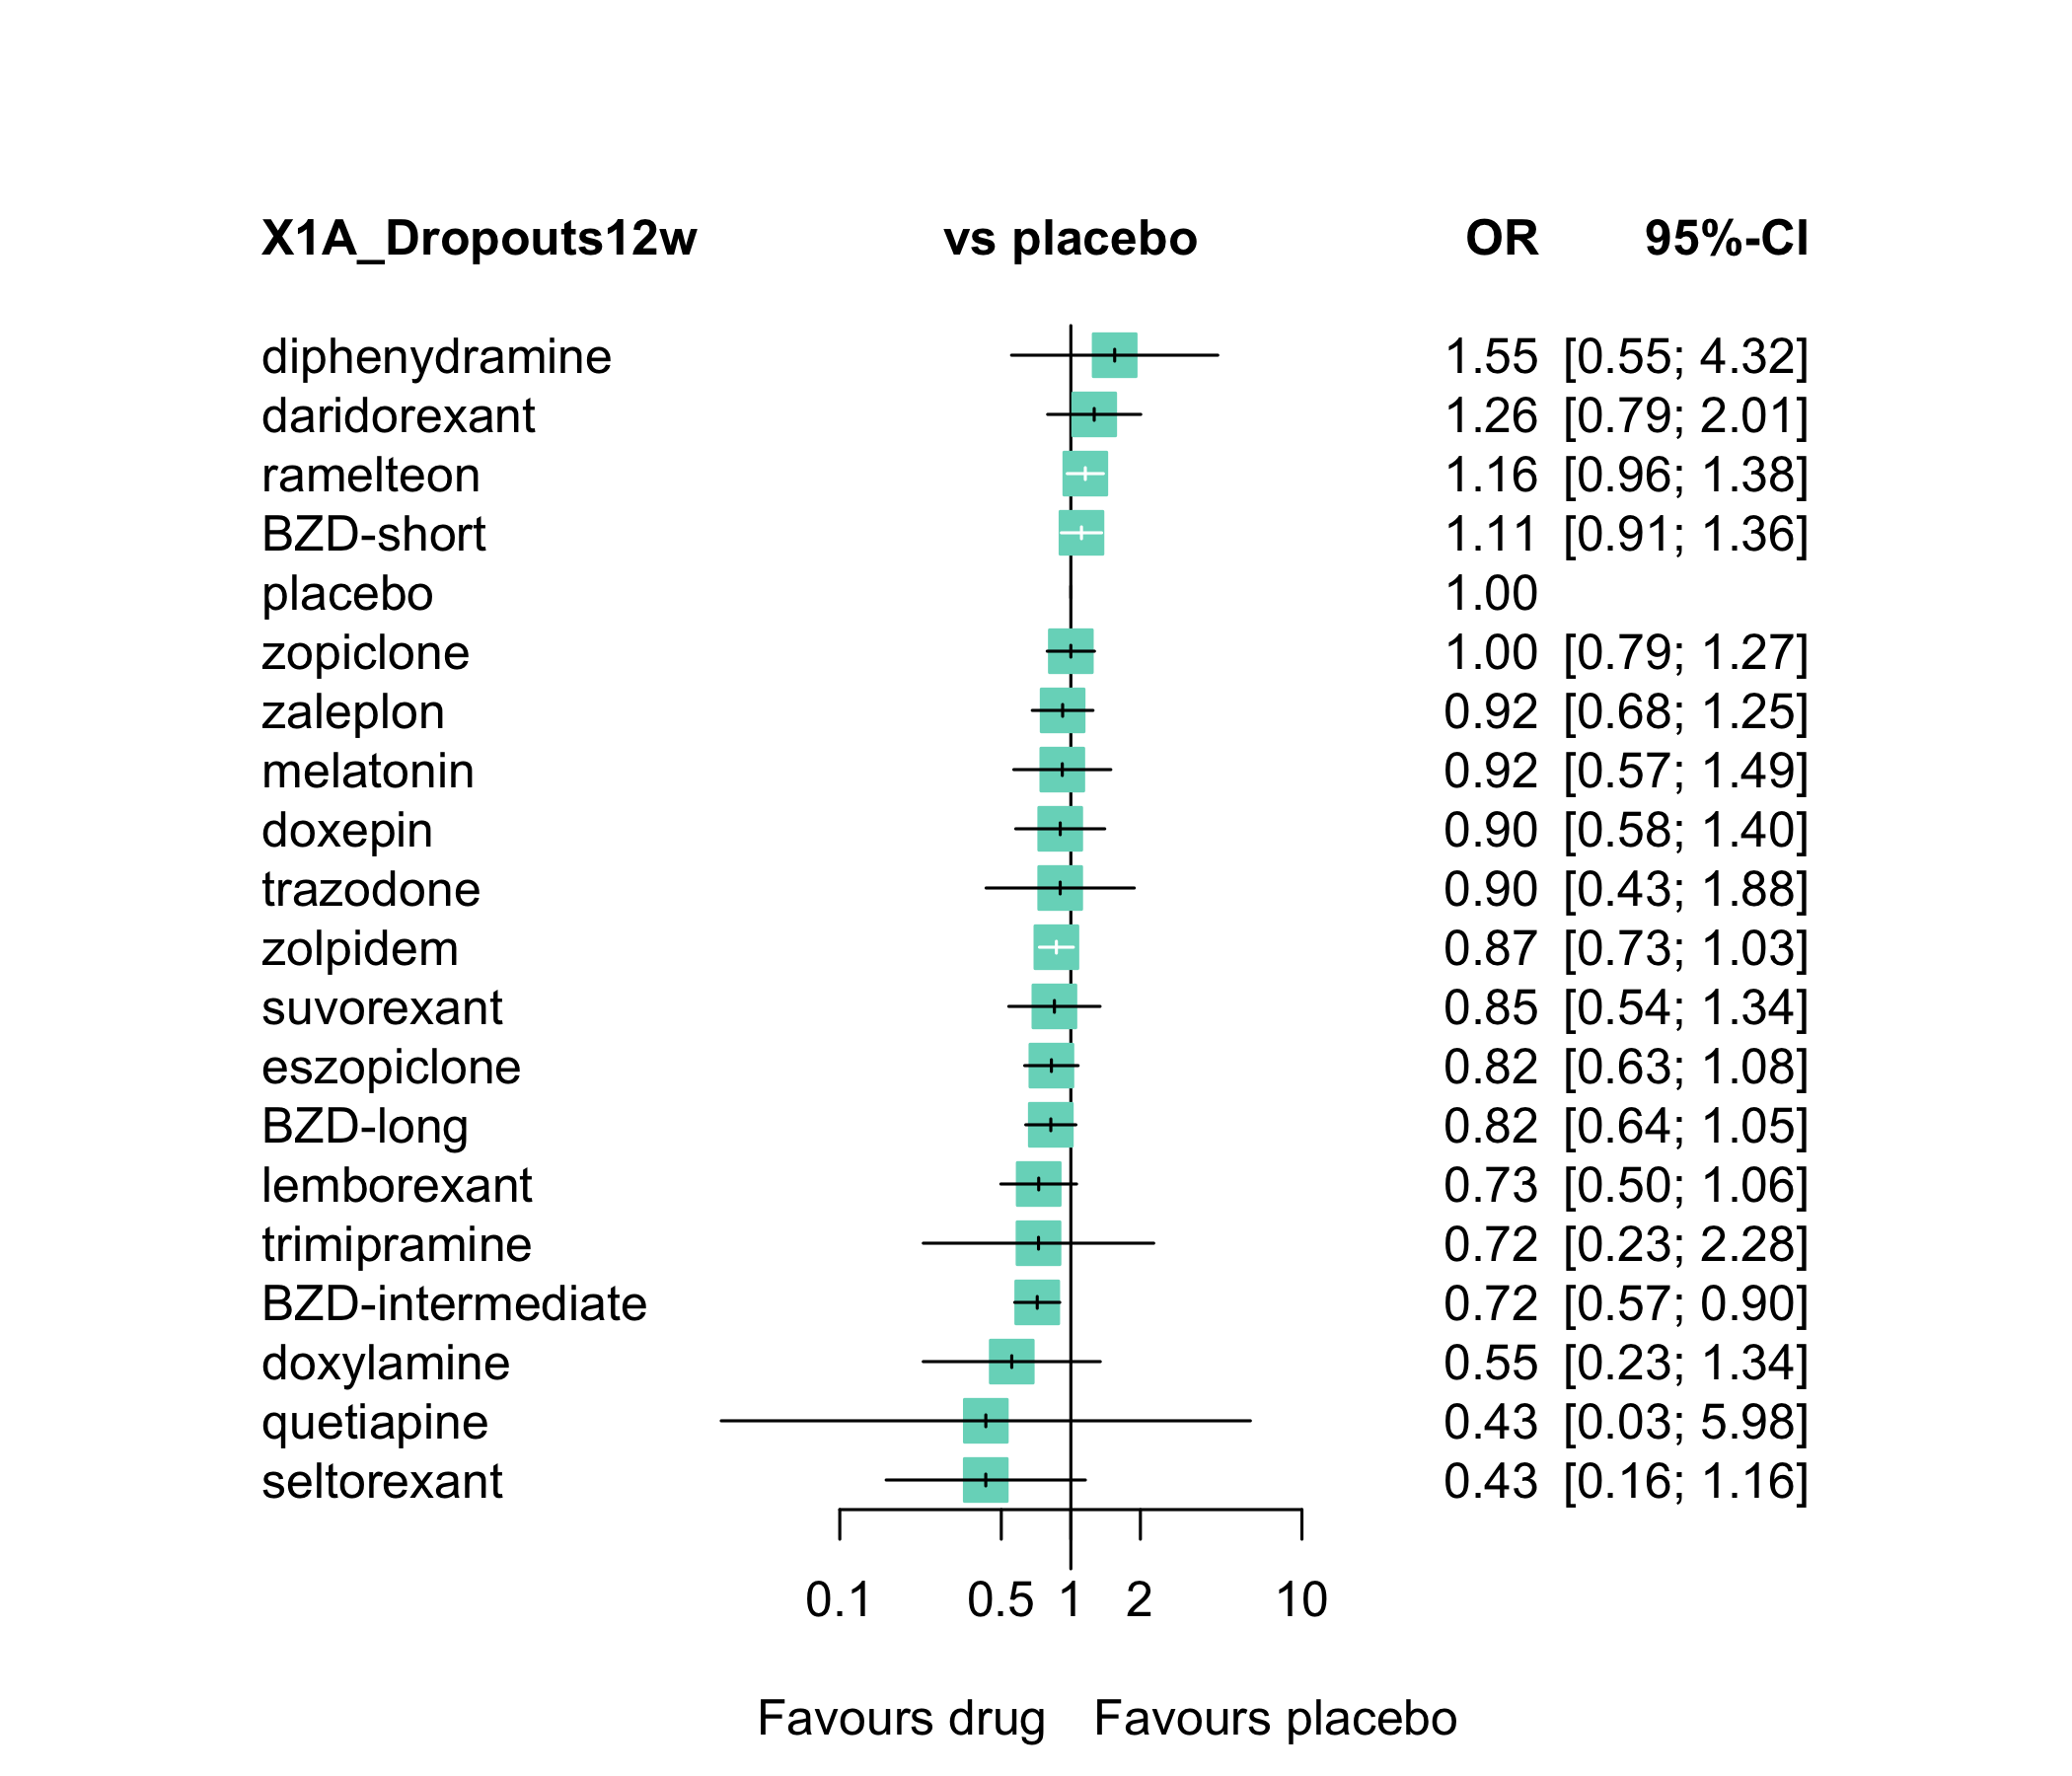 X1A_Dropouts12w vs placebo OR 95%-CI
diphenydramine 1.55 [0.55; 4.32]
daridorexant 1.26 [0.79; 2.01]
ramelteon 1.16 [0.96; 1.38]
BZD-short 1.11 [0.91; 1.36]
placebo 1.00
zopiclone 1.00 [0.79; 1.27]
zaleplon 0.92 [0.68; 1.25]
melatonin 0.92 [0.57; 1.49]
doxepin 0.90 [0.58; 1.40]
trazodone 0.90 [0.43; 1.88]
zolpidem 0.87 [0.73; 1.03]
suvorexant 0.85 [0.54; 1.34]
eszopiclone 0.82 [0.63; 1.08]
BZD-long 0.82 [0.64; 1.05]
lemborexant 0.73 [0.50; 1.06]
trimipramine 0.72 [0.23; 2.28]
BZD-intermediate 0.72 [0.57; 0.90]
doxylamine 0.55 [0.23; 1.34]
quetiapine 0.43 [0.03; 5.98]
seltorexant 0.43 [0.16; 1.16]
0.1 0.5 1 2 10
Favours drug Favours placebo